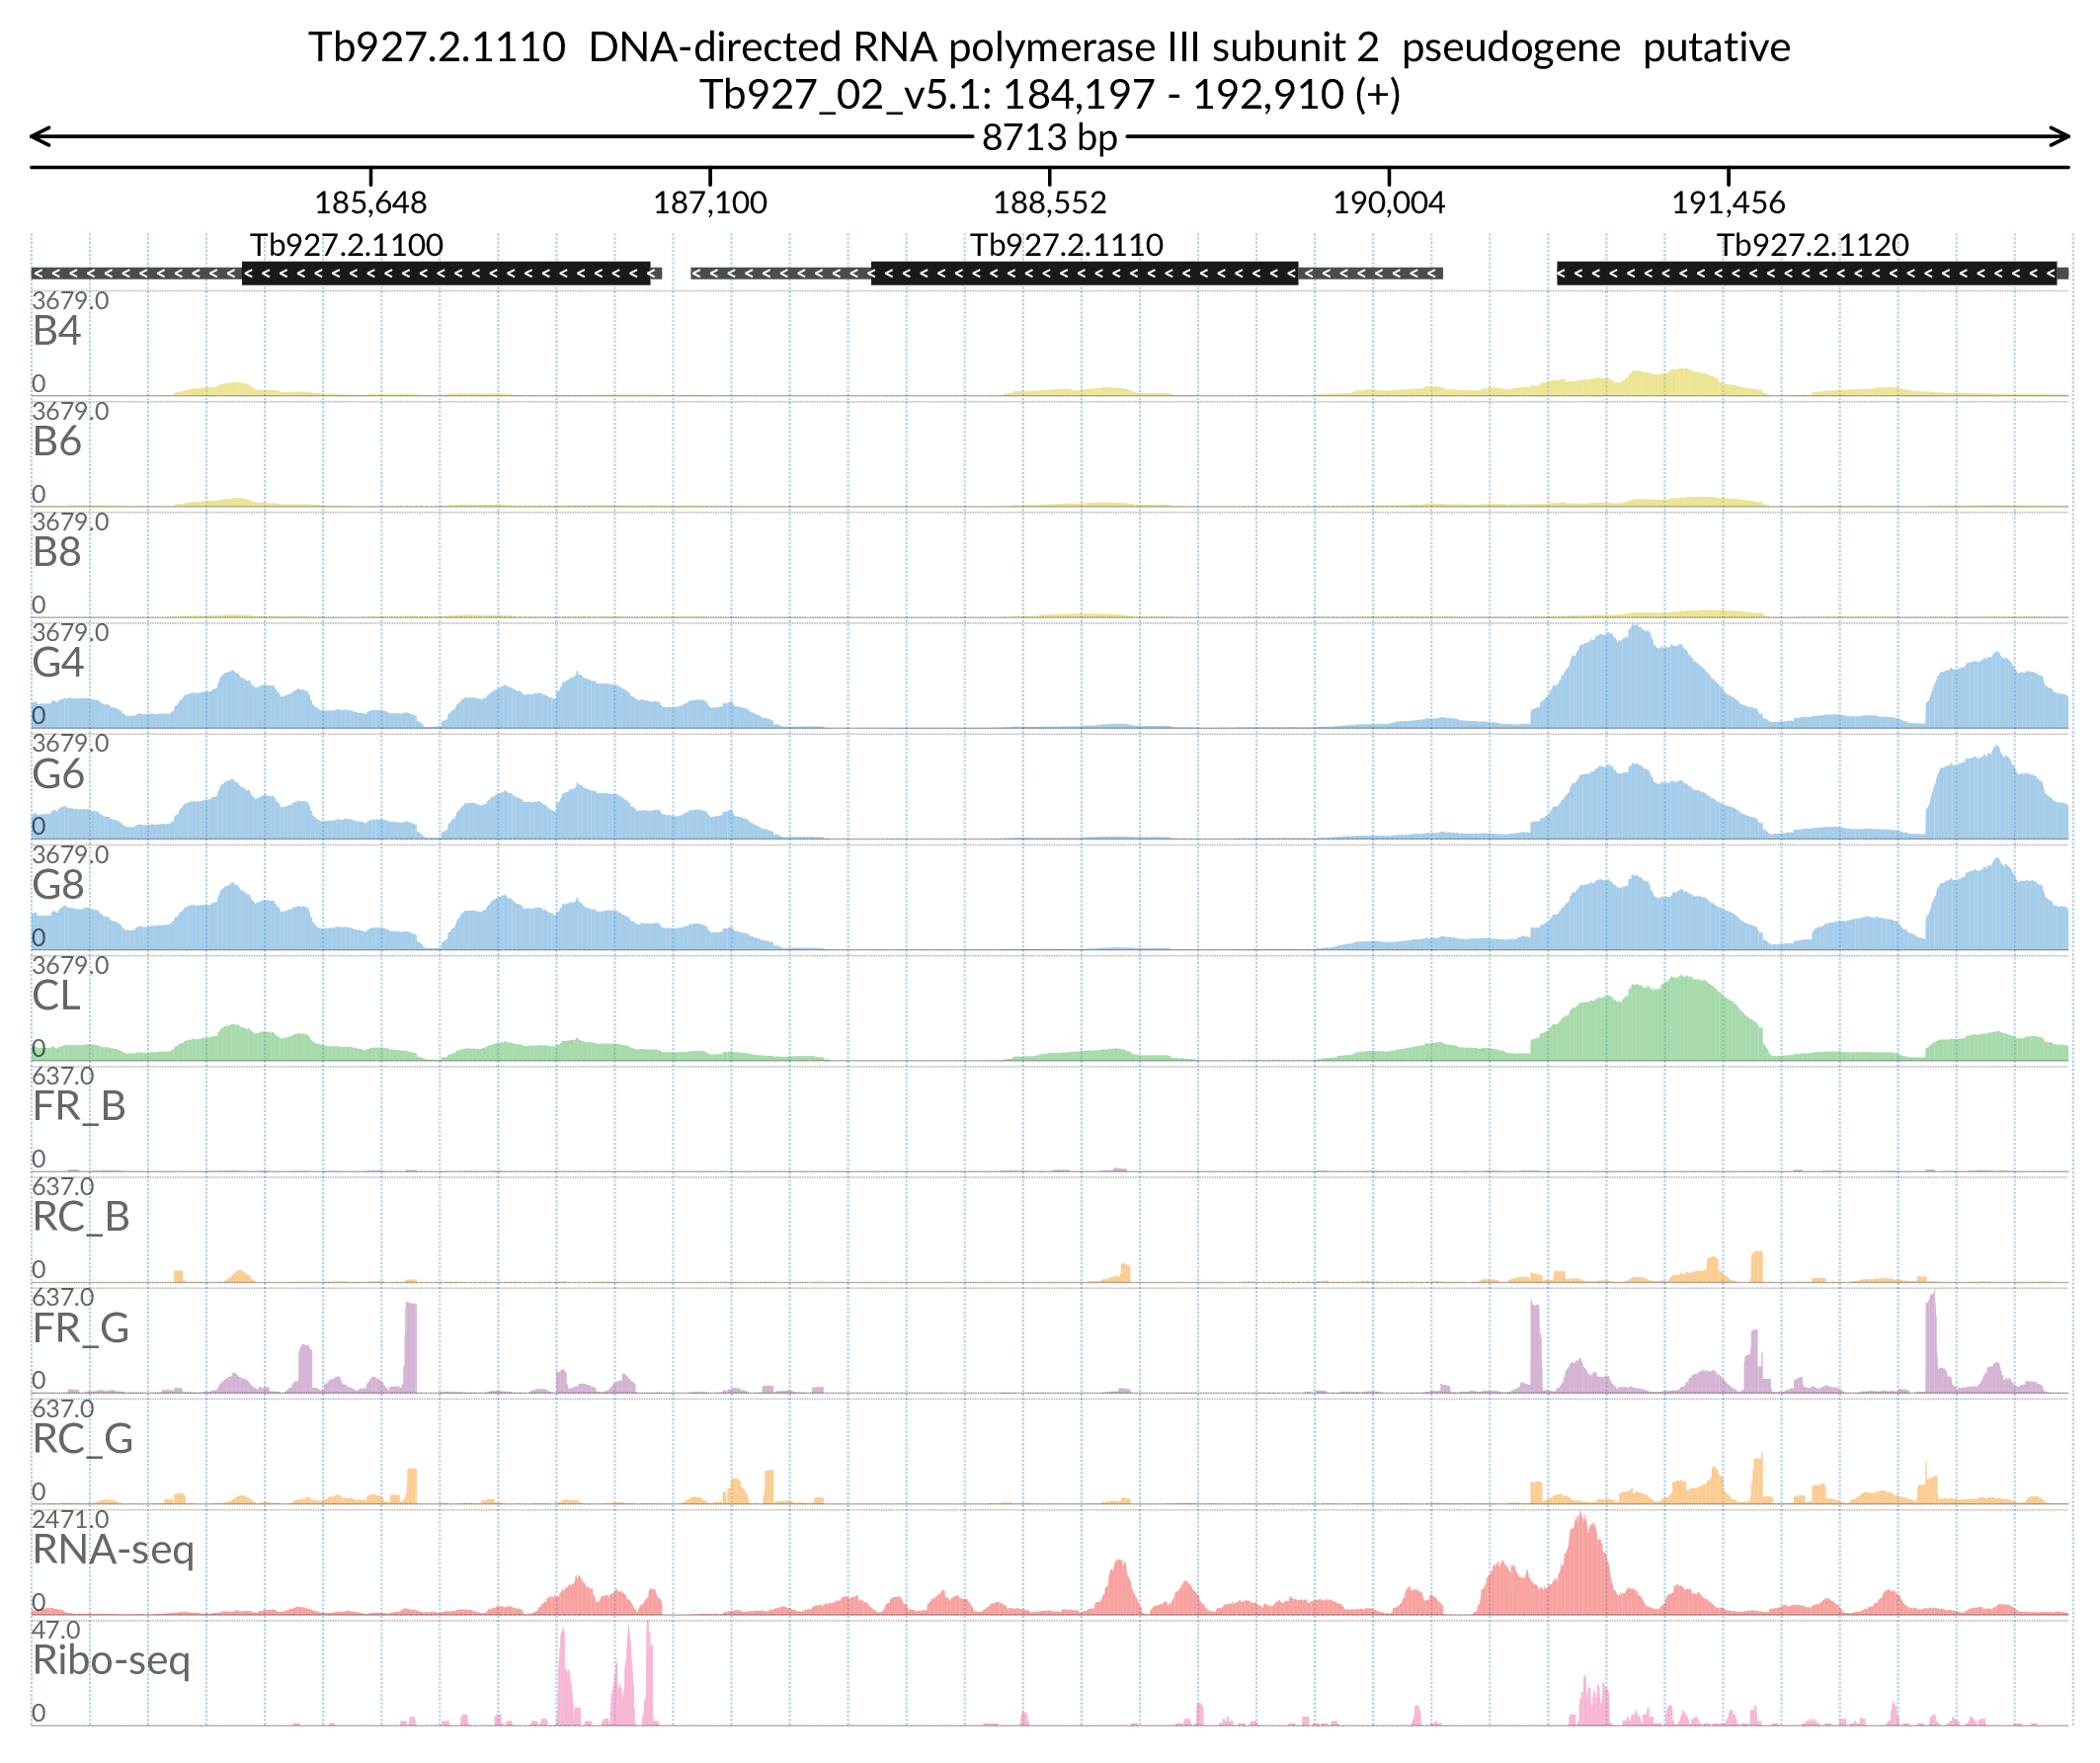 Tb927.2.1110 DNA-directed RNA polymerase III subunit 2 pseudogene putative
Tb927_02_v5.1: 184,197 - 192,910 (+)
8713 bp
185,648 187,100 188,552 190,004 191,456
Tb927.2.1100 Tb927.2.1110 Tb927.2.1120
3679.0
B4
0
3679.0
B6
0
3679.0
B8
0
3679.0
G4
0
3679.0
G6
0
3679.0
G8
0
3679.0
CL
0
637.0
FR_B
0
637.0
RC_B
0
637.0
FR_G
0
637.0
RC_G
0
2471.0
RNA-seq
0
47.0
Ribo-seq
0